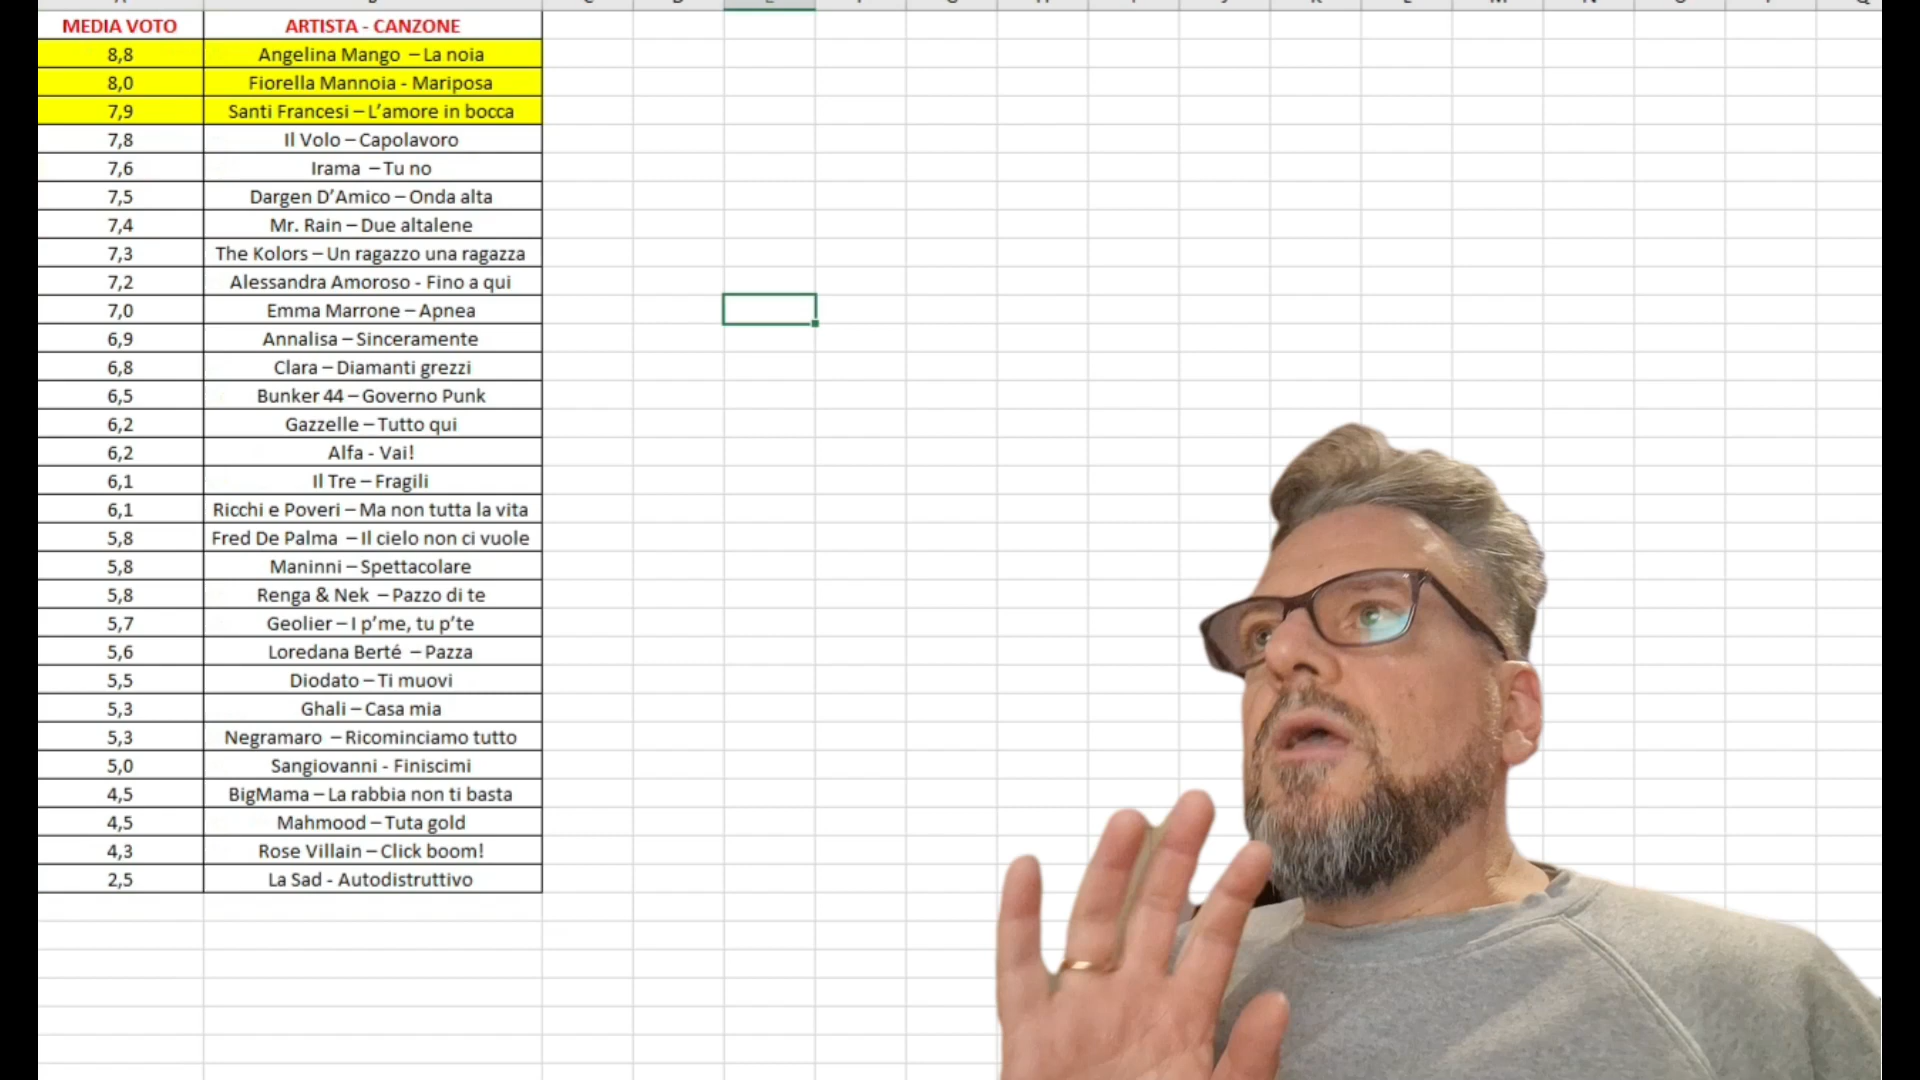 MEDIA VOTO ARTISTA - CANZONE
8,8 Angelina Mango – La noia
8,0 Fiorella Mannoia - Mariposa
7,9 Santi Francesi – L’amore in bocca
7,8 Il Volo – Capolavoro
7,6 Irama – Tu no
7,5 Dargen D’Amico – Onda alta
7,4 Mr. Rain – Due altalene
7,3 The Kolors – Un ragazzo una ragazza
7,2 Alessandra Amoroso - Fino a qui
7,0 Emma Marrone – Apnea
6,9 Annalisa – Sinceramente
6,8 Clara – Diamanti grezzi
6,5 Bunker 44 – Governo Punk
6,2 Gazzelle – Tutto qui
6,2 Alfa - Vai!
6,1 Il Tre – Fragili
6,1 Ricchi e Poveri – Ma non tutta la vita
5,8 Fred De Palma – Il cielo non ci vuole
5,8 Maninni – Spettacolare
5,8 Renga & Nek – Pazzo di te
5,7 Geolier – I p’me, tu p’te
5,6 Loredana Berté – Pazza
5,5 Diodato – Ti muovi
5,3 Ghali – Casa mia
5,3 Negramaro – Ricominciamo tutto
5,0 Sangiovanni - Finiscimi
4,5 BigMama – La rabbia non ti basta
4,5 Mahmood – Tuta gold
4,3 Rose Villain – Click boom!
2,5 La Sad - Autodistruttivo